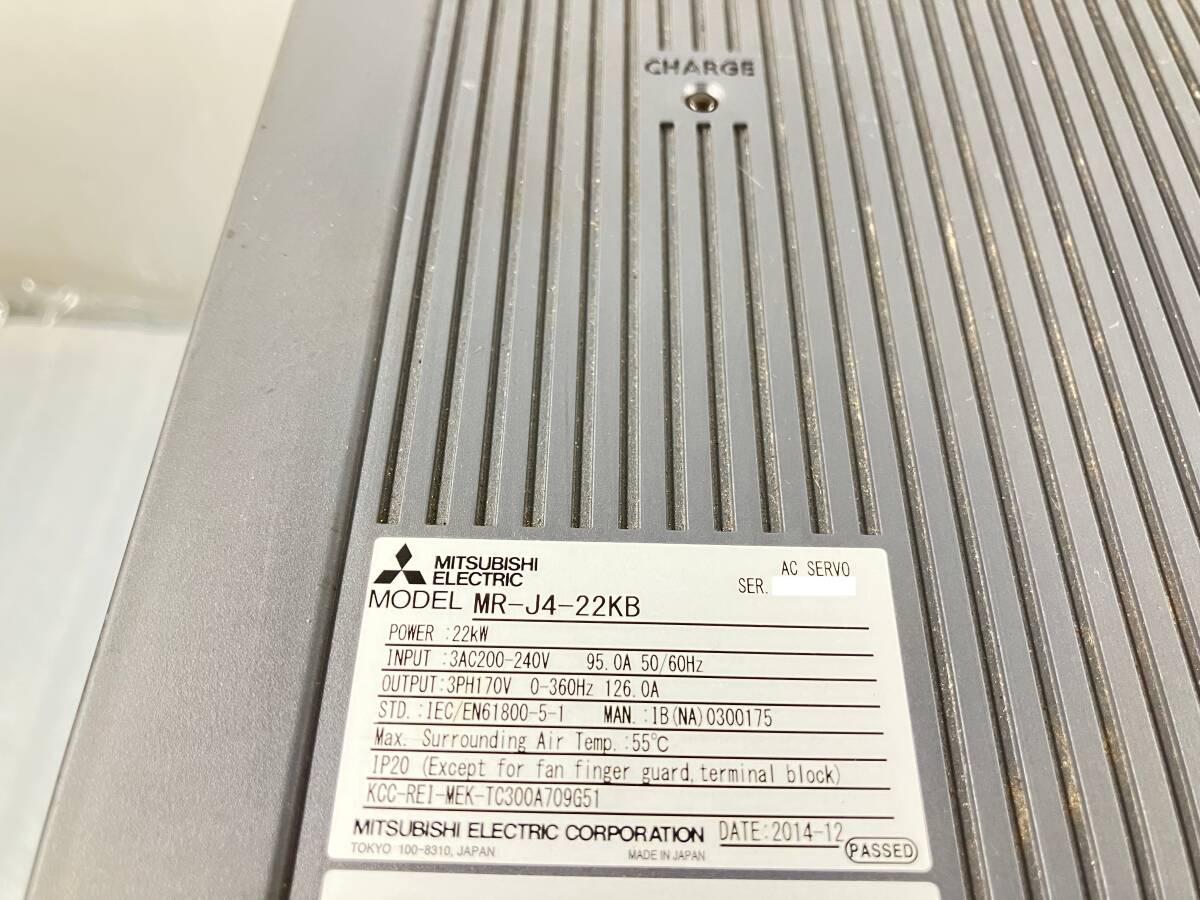 CHARGE
MITSUBISHI
ELECTRIC
AC SERVO
SER.
MODEL MR-J4-22KB
POWER :22kW
INPUT :3AC200-240V 95.0A 50/60Hz
OUTPUT:3PH170V 0-360Hz 126.0A
STD.:IEC/EN61800-5-1 MAN.:IB(NA)0300175
Max. Surrounding Air Temp.:55℃
IP20 (Except for fan finger guard,terminal block)
KCC-REI-MEK-TC300A709G51
MITSUBISHI ELECTRIC CORPORATION DATE:2014-12
TOKYO 100-8310, JAPAN MADE IN JAPAN PASSED